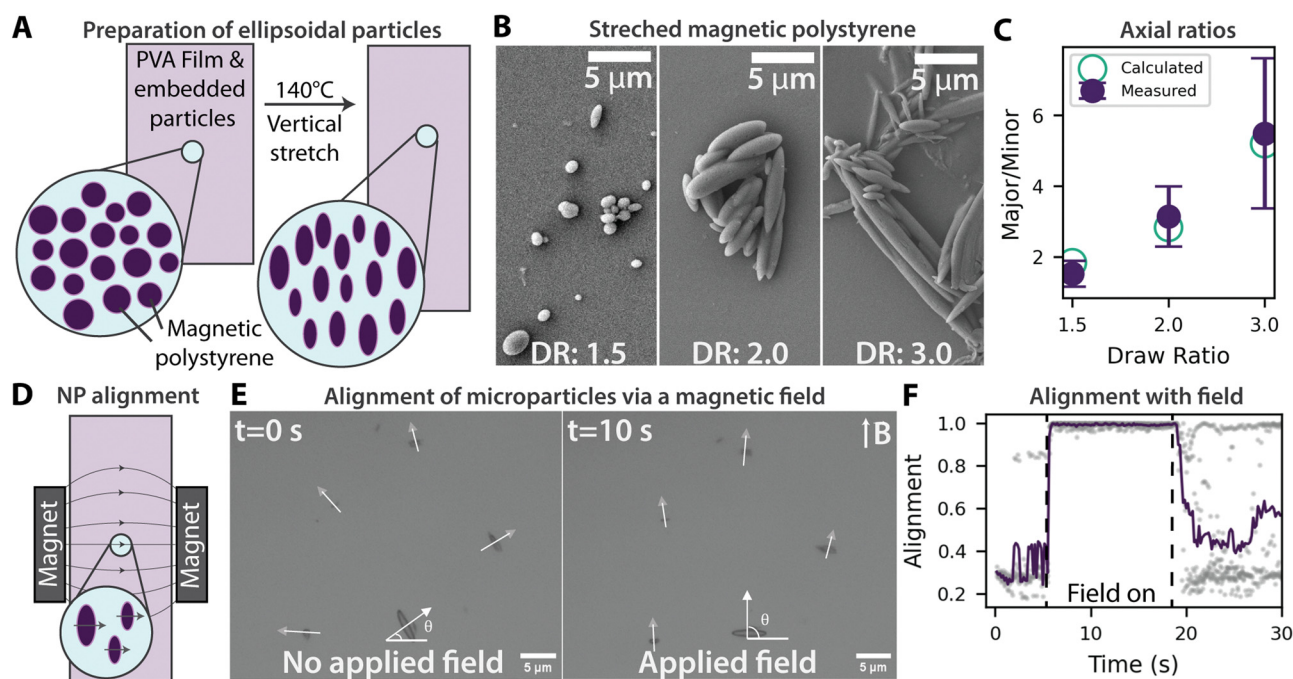 A Preparation of ellipsoidal particles
PVA Film &
embedded
particles
140°C
Vertical
stretch
Magnetic
polystyrene
B Streched magnetic polystyrene
5 µm
5 µm
5 µm
DR: 1.5
DR: 2.0
DR: 3.0
C Axial ratios
Calculated
Measured
Major/Minor
6
4
2
1.5
2.0
3.0
Draw Ratio
D NP alignment
Magnet
Magnet
E Alignment of microparticles via a magnetic field
t=0 s
θ
No applied field
5 µm
t=10 s
↑B
θ
Applied field
5 µm
F Alignment with field
Alignment
1.0
0.8
0.6
0.4
0.2
Field on
0
10
20
30
Time (s)